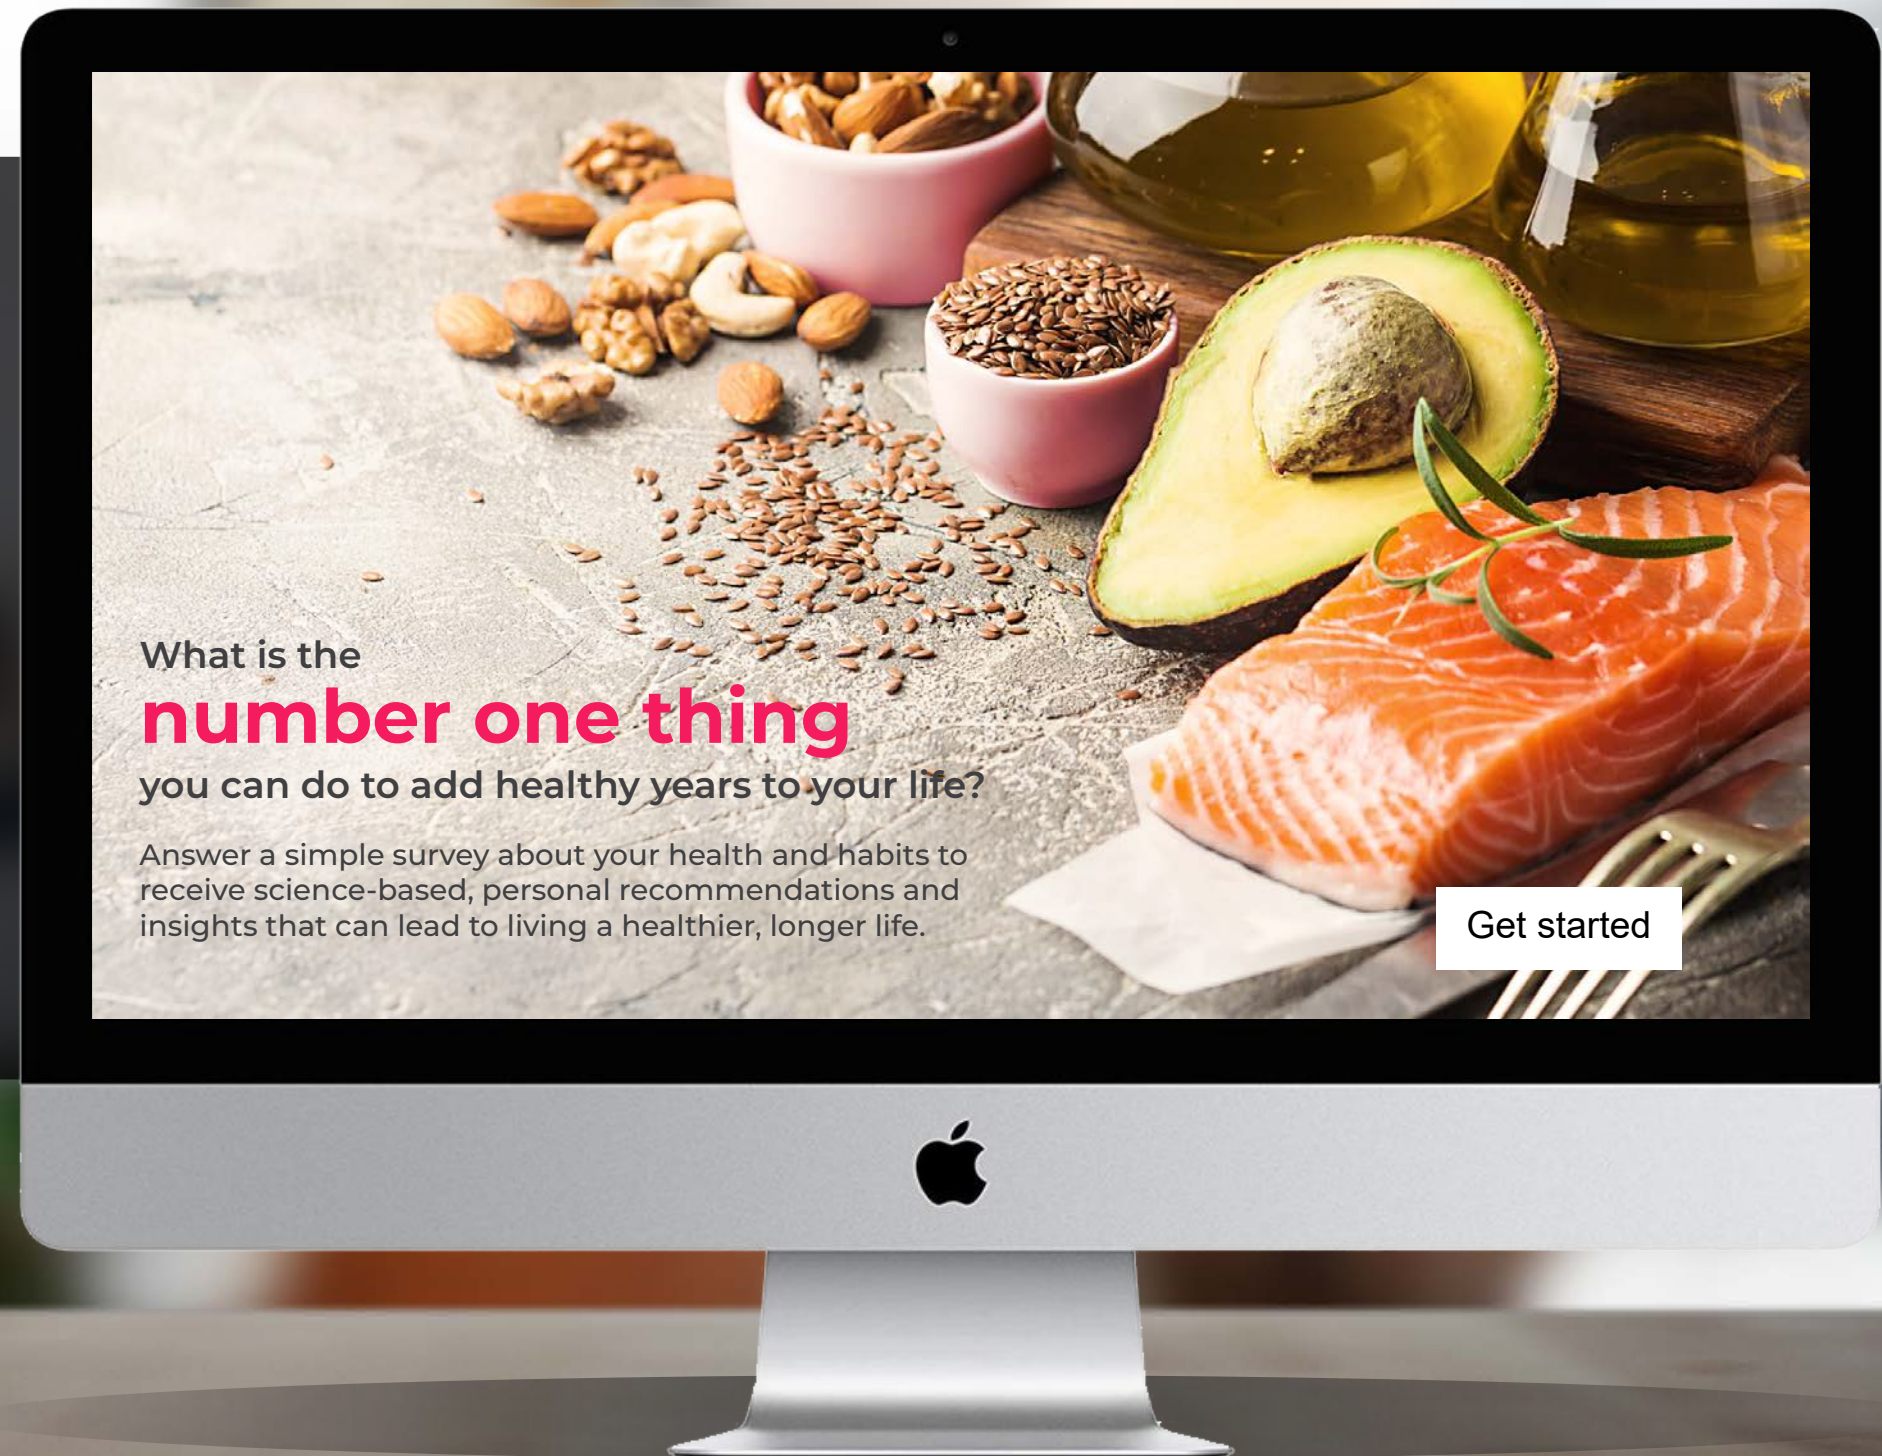 What is the
number one thing
you can do to add healthy years to your life?
Answer a simple survey about your health and habits to
receive science-based, personal recommendations and
insights that can lead to living a healthier, longer life.
Get started